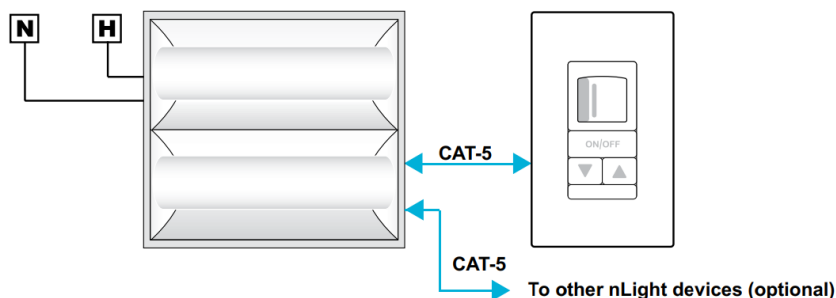 N
H
CAT-5
ON/OFF
CAT-5
To other nLight devices (optional)